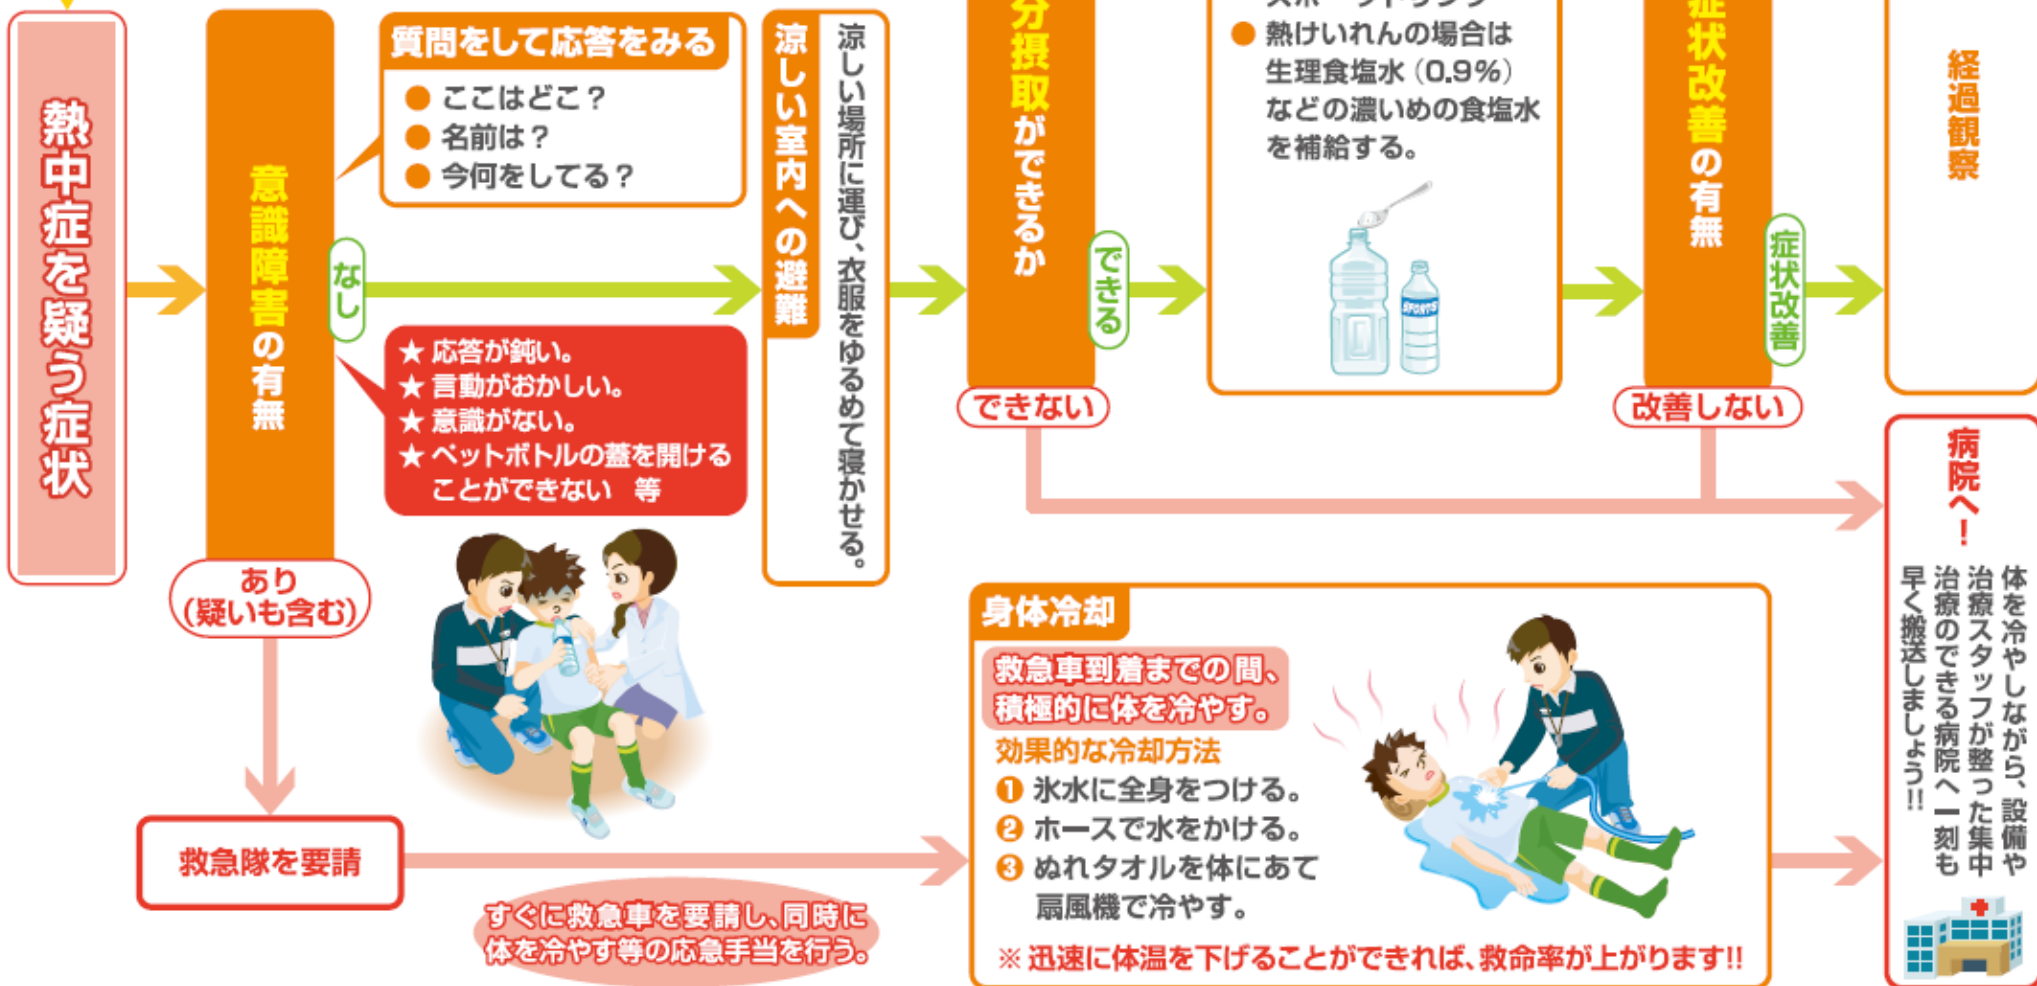 熱中症を疑う症状
意識障害の有無
質問をして応答をみる
● ここはどこ？
● 名前は？
● 今何をしてる？
なし
★ 応答が鈍い。
★ 言動がおかしい。
★ 意識がない。
★ ペットボトルの蓋を開ける
ことができない 等
あり
（疑いも含む）
救急隊を要請
すぐに救急車を要請し、同時に
体を冷やす等の応急手当を行う。
涼しい室内への避難
涼しい場所に運び、衣服をゆるめて寝かせる。
分摂取ができるか
できる
できない
スポーツドリンク
● 熱けいれんの場合は
生理食塩水（0.9%）
などの濃いめの食塩水
を補給する。
SPORTS
症状改善の有無
症状改善
改善しない
経過観察
身体冷却
救急車到着までの間、
積極的に体を冷やす。
効果的な冷却方法
❶ 氷水に全身をつける。
❷ ホースで水をかける。
❸ ぬれタオルを体にあて
扇風機で冷やす。
※ 迅速に体温を下げることができれば、救命率が上がります!!
病院へ！
体を冷やしながら、設備や
治療スタッフが整った集中
治療のできる病院へ一刻も
早く搬送しましょう!!